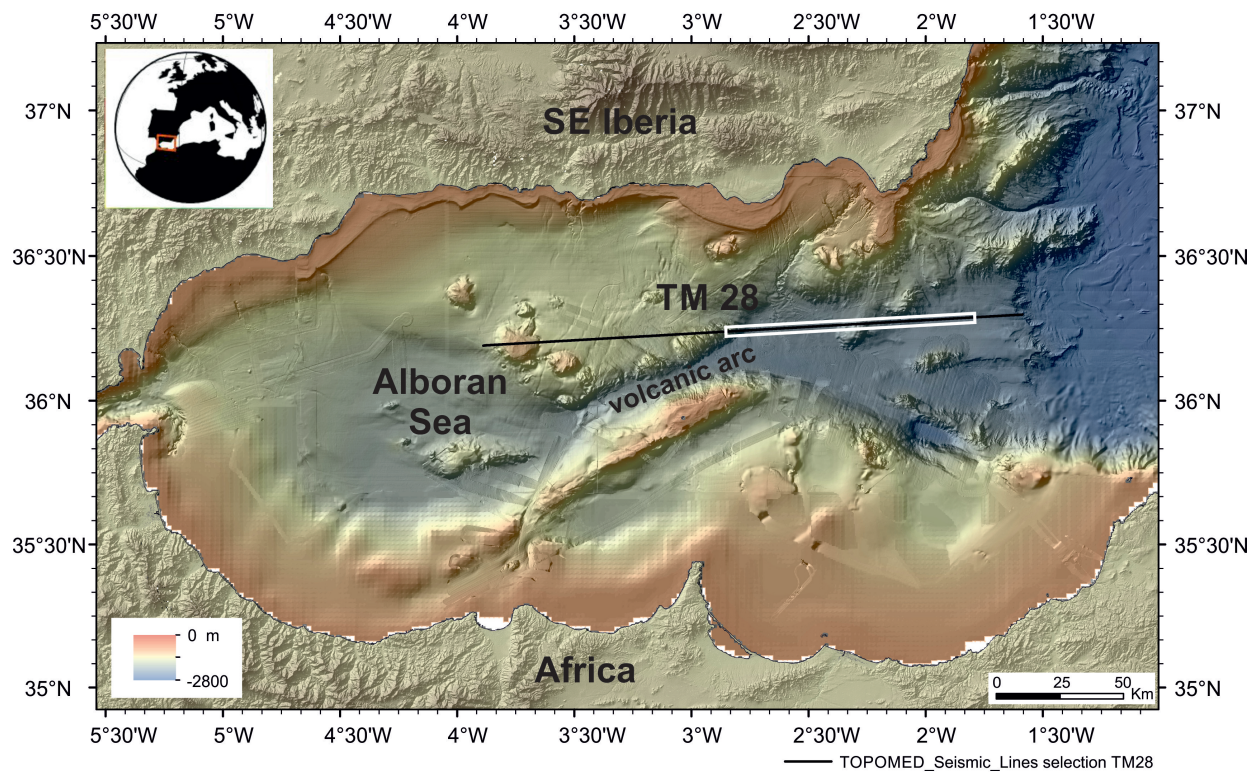 5°30'W 5°W 4°30'W 4°W 3°30'W 3°W 2°30'W 2°W 1°30'W
37°N 37°N
SE Iberia
36°30'N 36°30'N
TM 28
volcanic arc
Alboran
Sea
36°N 36°N
35°30'N 35°30'N
0 m
-2800
Africa
0 25 50
Km
35°N 35°N
5°30'W 5°W 4°30'W 4°W 3°30'W 3°W 2°30'W 2°W 1°30'W
TOPOMED_Seismic_Lines selection TM28